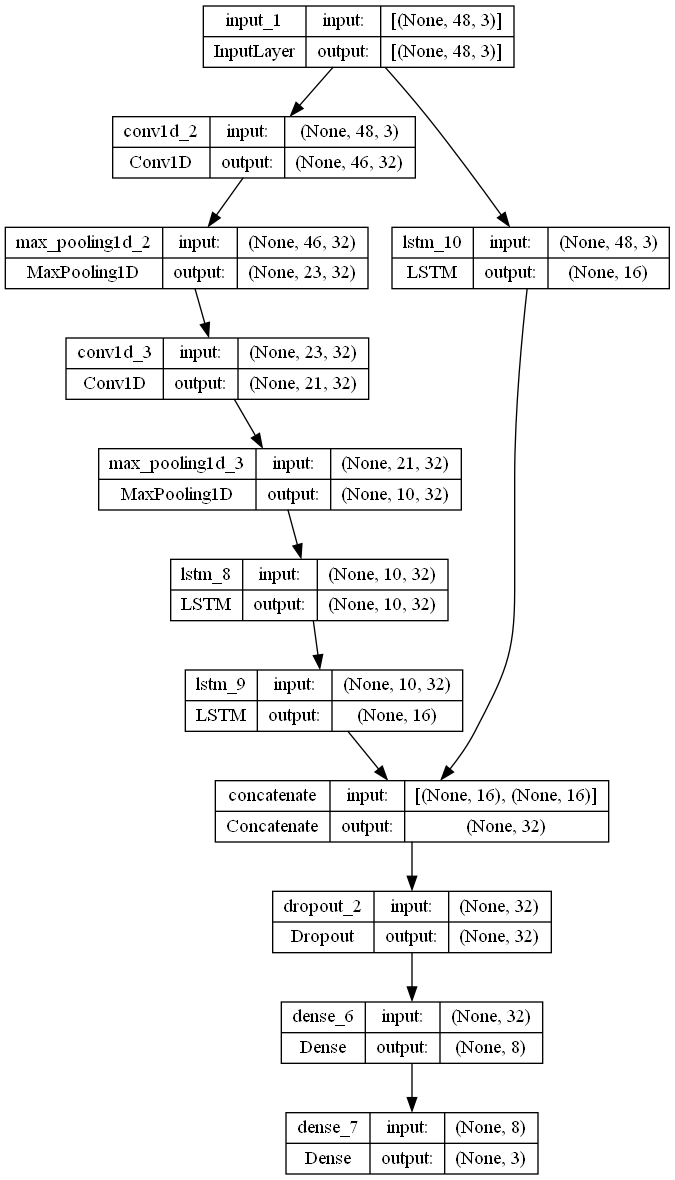 input_1 input: [(None, 48, 3)]
InputLayer output: [(None, 48, 3)]
conv1d_2 input: (None, 48, 3)
Conv1D output: (None, 46, 32)
max_pooling1d_2 input: (None, 46, 32)
MaxPooling1D output: (None, 23, 32)
lstm_10 input: (None, 48, 3)
LSTM output: (None, 16)
conv1d_3 input: (None, 23, 32)
Conv1D output: (None, 21, 32)
max_pooling1d_3 input: (None, 21, 32)
MaxPooling1D output: (None, 10, 32)
lstm_8 input: (None, 10, 32)
LSTM output: (None, 10, 32)
lstm_9 input: (None, 10, 32)
LSTM output: (None, 16)
concatenate input: [(None, 16), (None, 16)]
Concatenate output: (None, 32)
dropout_2 input: (None, 32)
Dropout output: (None, 32)
dense_6 input: (None, 32)
Dense output: (None, 8)
dense_7 input: (None, 8)
Dense output: (None, 3)